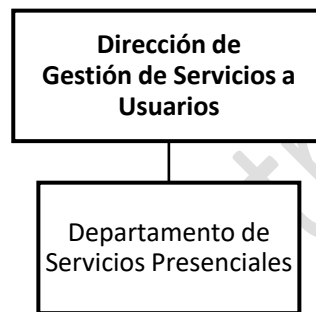 Dirección de
Gestión de Servicios a
Usuarios
Departamento de
Servicios Presenciales